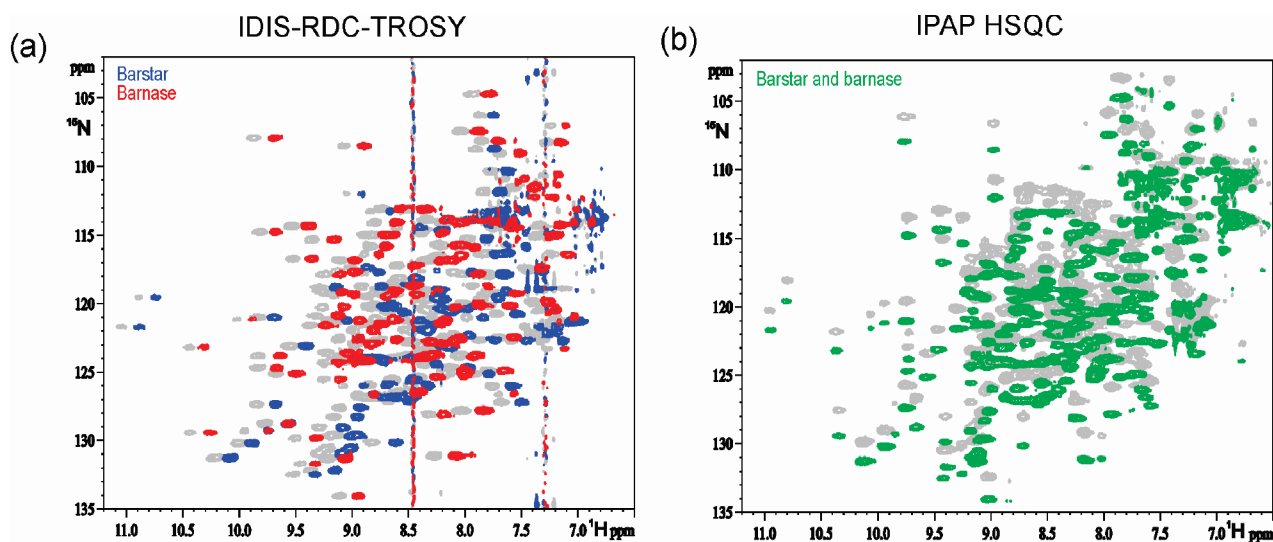 IDIS-RDC-TROSY
(a)
Barstar
Barnase
ppm
105
¹⁵N
110
115
120
125
130
135
11.0 10.5 10.0 9.5 9.0 8.5 8.0 7.5 7.0 ¹H ppm
IPAP HSQC
(b)
Barstar and barnase
ppm
105
¹⁵N
110
115
120
125
130
135
11.0 10.5 10.0 9.5 9.0 8.5 8.0 7.5 7.0 ¹H ppm